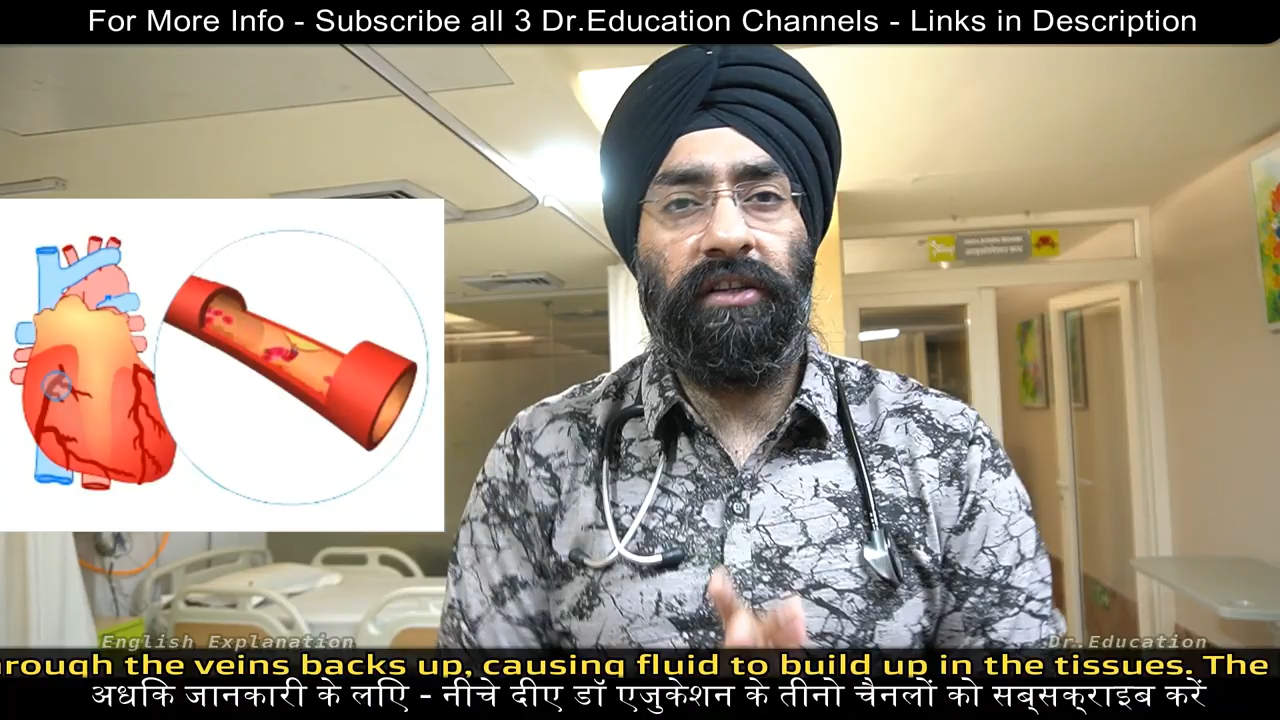 For More Info - Subscribe all 3 Dr.Education Channels - Links in Description
English Explanation
Dr.Education
rough the veins backs up, causing fluid to build up in the tissues. The
अधकि जानकारी के लएि - नीचे दीए डॉ एजुकेशन के तीनो चैनलों को सब्सक्राइब करें